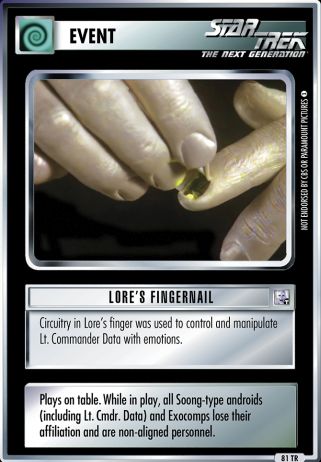 EVENT
STAR TREK
THE NEXT GENERATION
NOT ENDORSED BY CBS OR PARAMOUNT PICTURES
LORE'S FINGERNAIL
Circuitry in Lore's finger was used to control and manipulate
Lt. Commander Data with emotions.
Plays on table. While in play, all Soong-type androids
(including Lt. Cmdr. Data) and Exocomps lose their
affiliation and are non-aligned personnel.
81 TR